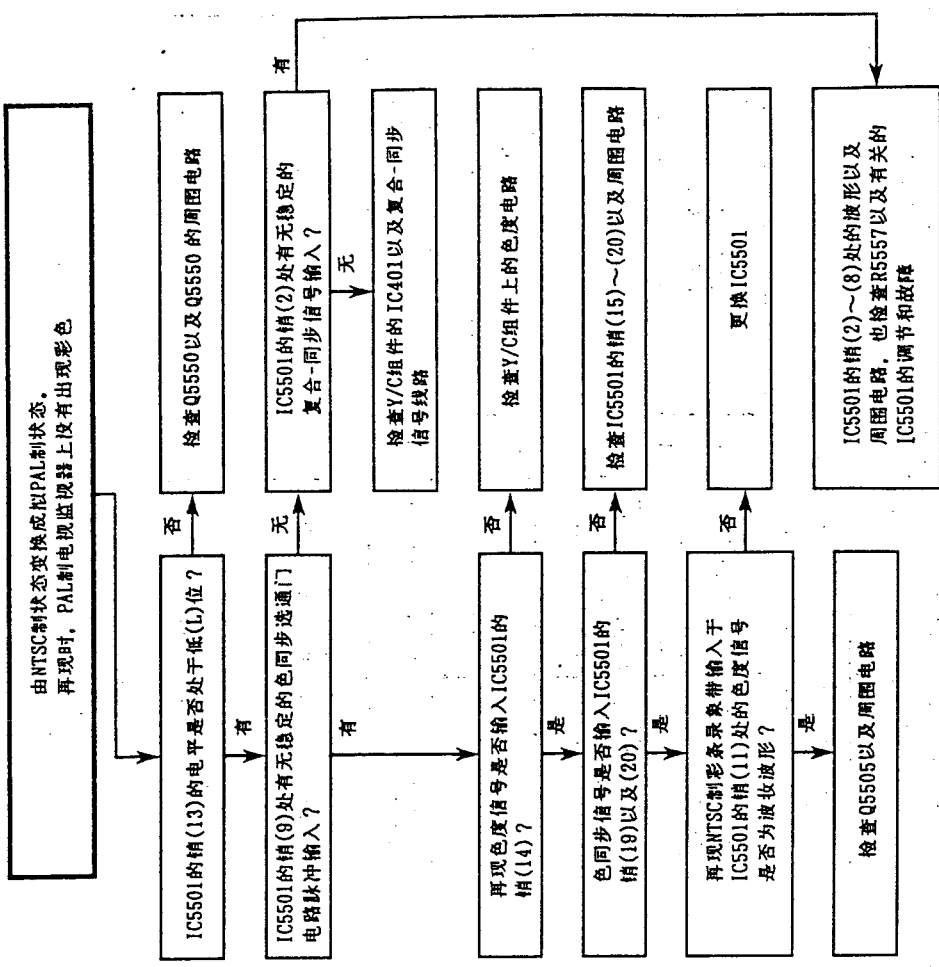 由NTSC制状态变换成拟PAL制状态。
再现时, PAL制电视监视器上没有出现彩色
IC5501的销(13)的电平是否处于低(L)位?
否
检查Q5550以及Q5550的周围电路
有
IC5501的销(9)处有无稳定的色同步选通门
电路脉冲输入?
无
IC5501的销(2)处有无稳定的
复合-同步信号输入?
有
无
检查Y/C组件的IC401以及复合-同步
信号线路
有
再现色度信号是否输入IC5501的
销(14)?
否
检查Y/C组件上的色度电路
是
色同步信号是否输入IC5501的
销(19)以及(20)?
否
检查IC5501的销(15)~(20)以及周围电路
是
再现NTSC制彩条录象带输入于
IC5501的销(11)处的色度信号
是否为波妆波形?
否
更换IC5501
是
检查Q5505以及周围电路
IC5501的销(2)~(8)处的波形以及
周围电路, 也检查R5557以及有关的
IC5501的调节和故障